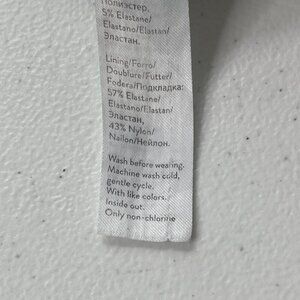 Полиэстер,
5% Elastane/
Elastano/Elastan/
Эластан.
Lining/Forro/
Doublure/Futter/
Fodera/Подкладка:
57% Elastane/
Elastano/Elastan/
Эластан,
43% Nylon/
Nailon/Нейлон.
Wash before wearing.
Machine wash cold,
gentle cycle.
With like colors.
Inside out.
Only non-chlorine